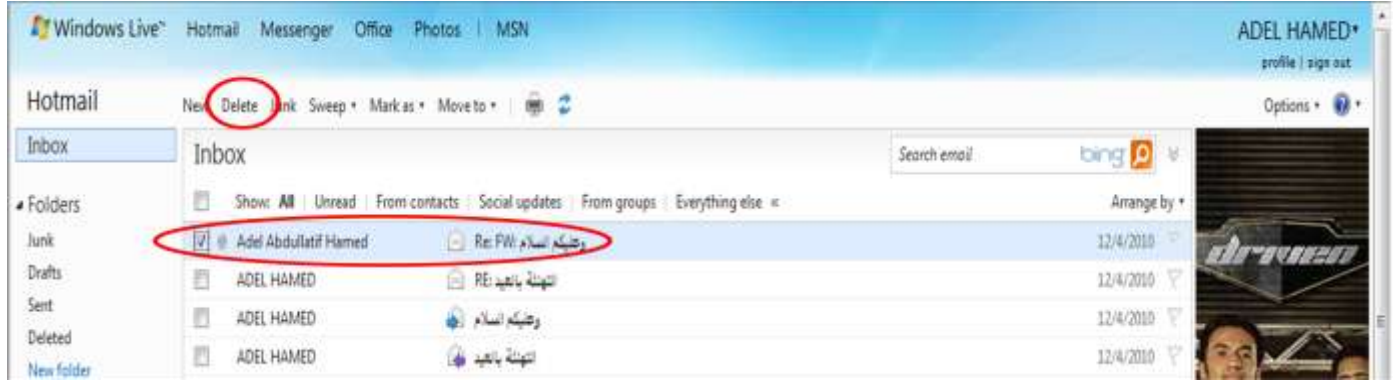 Windows Live™ Hotmail Messenger Office Photos | MSN ADEL HAMED
profile | sign out
Hotmail New Delete Junk Sweep Mark as Move to Options
Inbox Inbox Search email bing
Folders Show: All Unread From contacts Social updates From groups Everything else « Arrange by
Junk Adel Abdullatif Hamed Re: FW: وعليكم السلام 12/4/2010
Drafts ADEL HAMED RE: التهنئة بالعيد 12/4/2010
Sent ADEL HAMED وعليكم السلام 12/4/2010
Deleted ADEL HAMED التهنئة بالعيد 12/4/2010
New folder
driven